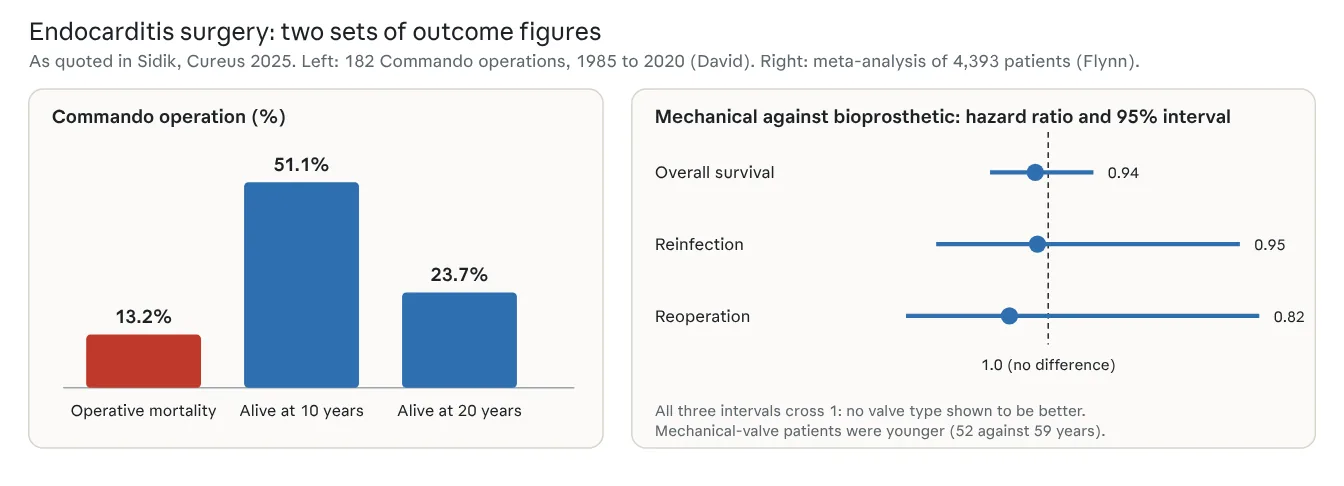 Endocarditis surgery: two sets of outcome figures
As quoted in Sidik, Cureus 2025. Left: 182 Commando operations, 1985 to 2020 (David). Right: meta-analysis of 4,393 patients (Flynn).
Commando operation (%)
51.1%
23.7%
13.2%
Operative mortality
Alive at 10 years
Alive at 20 years
Mechanical against bioprosthetic: hazard ratio and 95% interval
Overall survival
0.94
Reinfection
0.95
Reoperation
0.82
1.0 (no difference)
All three intervals cross 1: no valve type shown to be better.
Mechanical-valve patients were younger (52 against 59 years).